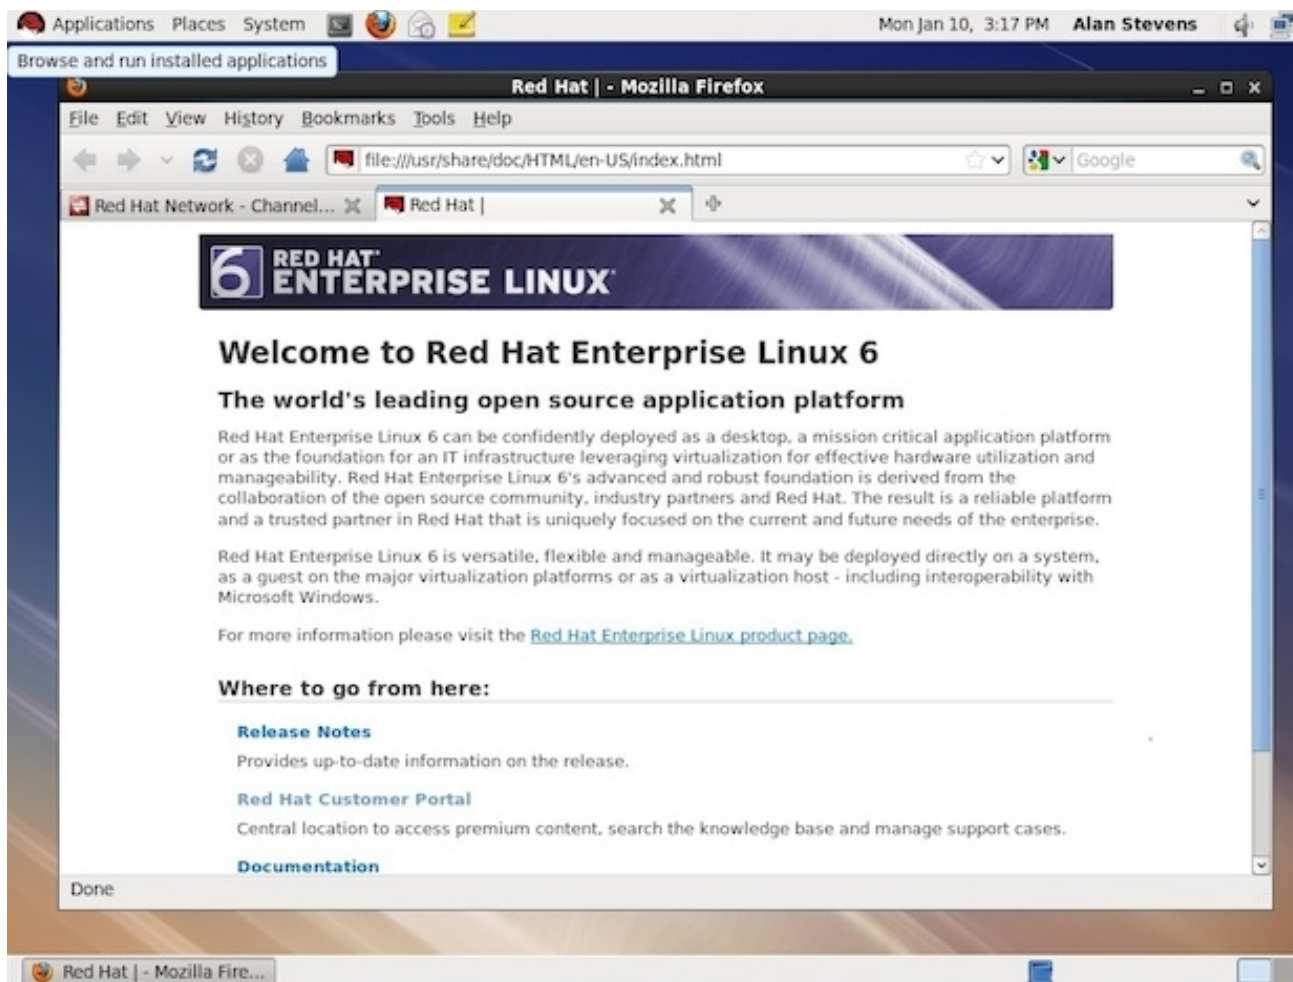 Applications Places System
Mon Jan 10, 3:17 PM Alan Stevens
Browse and run installed applications
Red Hat | - Mozilla Firefox
File Edit View History Bookmarks Tools Help
file:///usr/share/doc/HTML/en-US/index.html
Google
Red Hat Network - Channel...
Red Hat |
6 RED HAT
ENTERPRISE LINUX
Welcome to Red Hat Enterprise Linux 6
The world's leading open source application platform
Red Hat Enterprise Linux 6 can be confidently deployed as a desktop, a mission critical application platform
or as the foundation for an IT infrastructure leveraging virtualization for effective hardware utilization and
manageability. Red Hat Enterprise Linux 6's advanced and robust foundation is derived from the
collaboration of the open source community, industry partners and Red Hat. The result is a reliable platform
and a trusted partner in Red Hat that is uniquely focused on the current and future needs of the enterprise.
Red Hat Enterprise Linux 6 is versatile, flexible and manageable. It may be deployed directly on a system,
as a guest on the major virtualization platforms or as a virtualization host - including interoperability with
Microsoft Windows.
For more information please visit the Red Hat Enterprise Linux product page.
Where to go from here:
Release Notes
Provides up-to-date information on the release.
Red Hat Customer Portal
Central location to access premium content, search the knowledge base and manage support cases.
Documentation
Done
Red Hat | - Mozilla Fire...